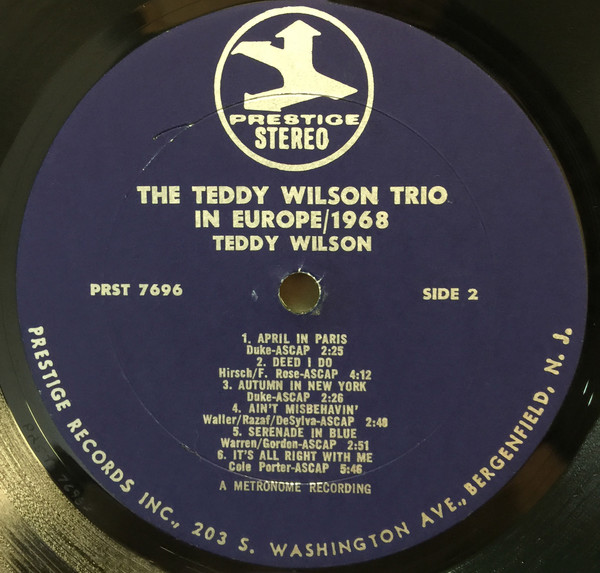 PRESTIGE
STEREO
THE TEDDY WILSON TRIO
IN EUROPE/1968
TEDDY WILSON
PRST 7696
SIDE 2
1. APRIL IN PARIS
Duke-ASCAP 2:25
2. DEED I DO
Hirsch/F. Rose-ASCAP 4:12
3. AUTUMN IN NEW YORK
Duke-ASCAP 2:26
4. AIN'T MISBEHAVIN'
Waller/Razaf/DeSylva-ASCAP 2:48
5. SERENADE IN BLUE
Warren/Gordon-ASCAP 2:51
6. IT'S ALL RIGHT WITH ME
Cole Porter-ASCAP 5:46
A METRONOME RECORDING
PRESTIGE RECORDS INC., 203 S. WASHINGTON AVE., BERGENFIELD, N. J.